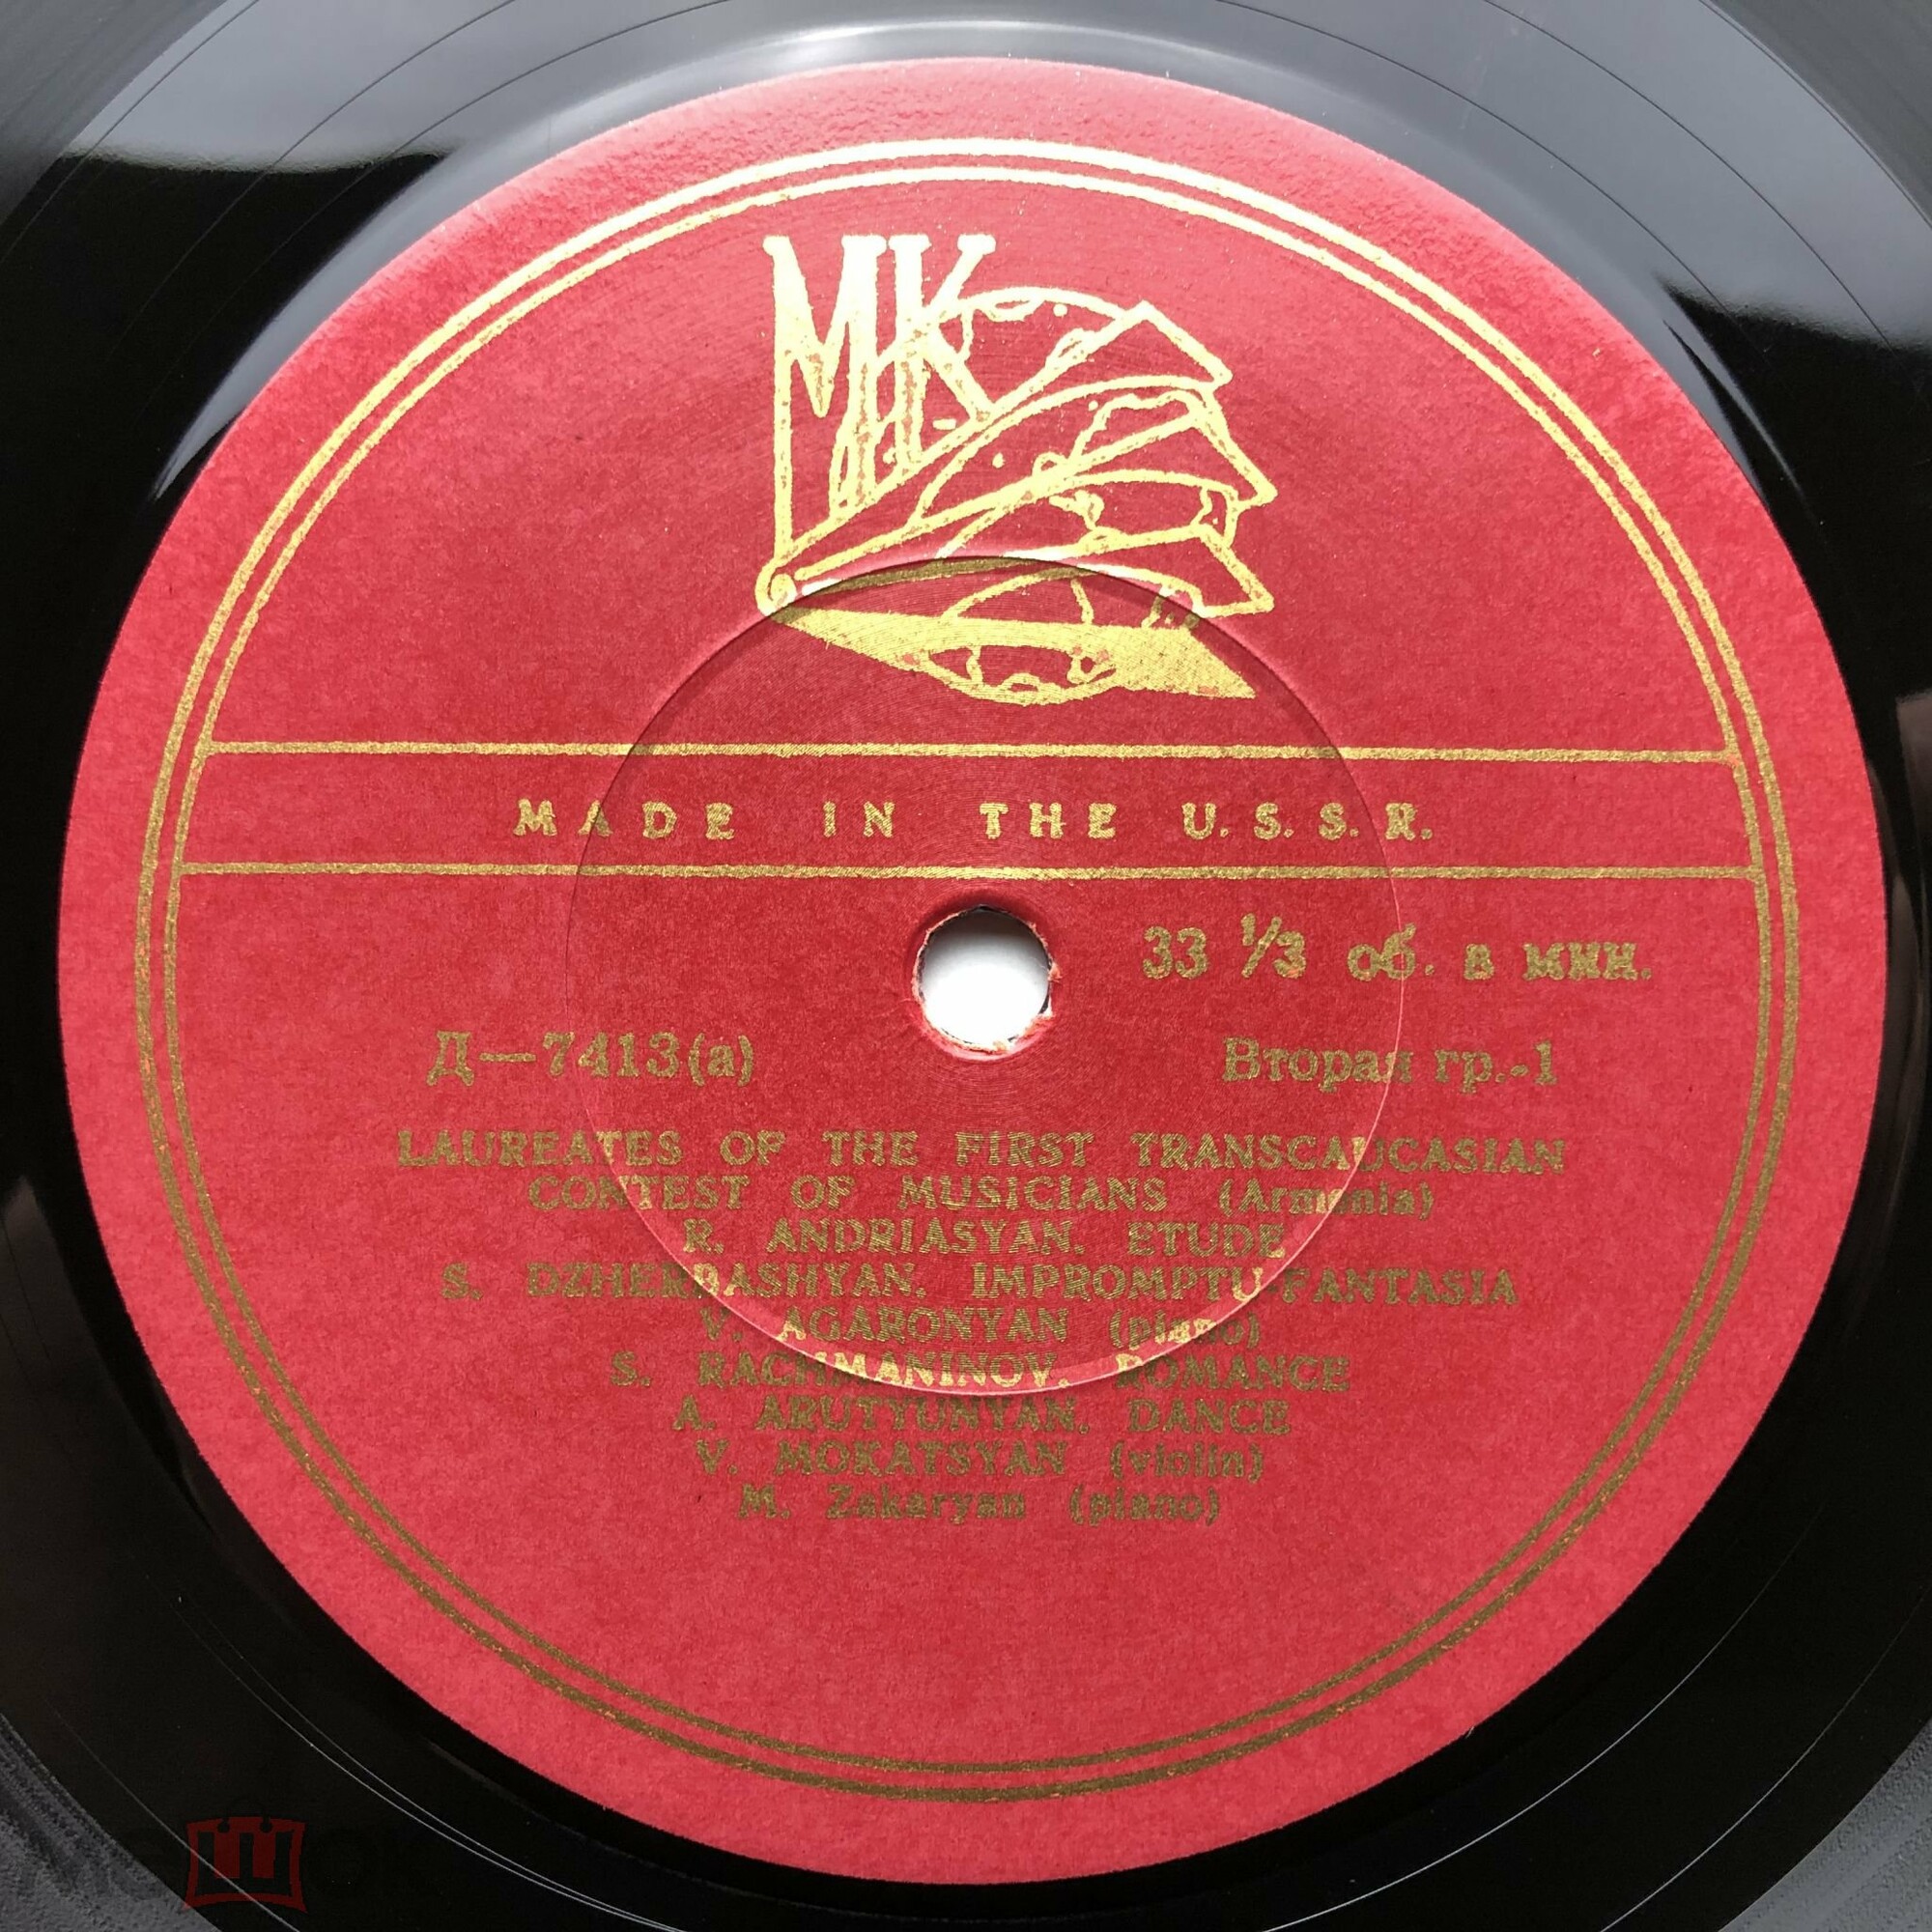 MK
MADE IN THE U.S.S.R.
33 1/3 об. в мин.
Д—7413(a) Вторая гр.-1
LAUREATES OF THE FIRST TRANSCAUCASIAN
CONTEST OF MUSICIANS (Armenia)
R. ANDRIASYAN. ETUDE
S. DZHERBASHYAN. IMPROMPTU-FANTASIA
V. AGARONYAN (piano)
S. RACHMANINOV. ROMANCE
A. ARUTYUNYAN. DANCE
V. MOKATSYAN (violin)
M. Zakaryan (piano)